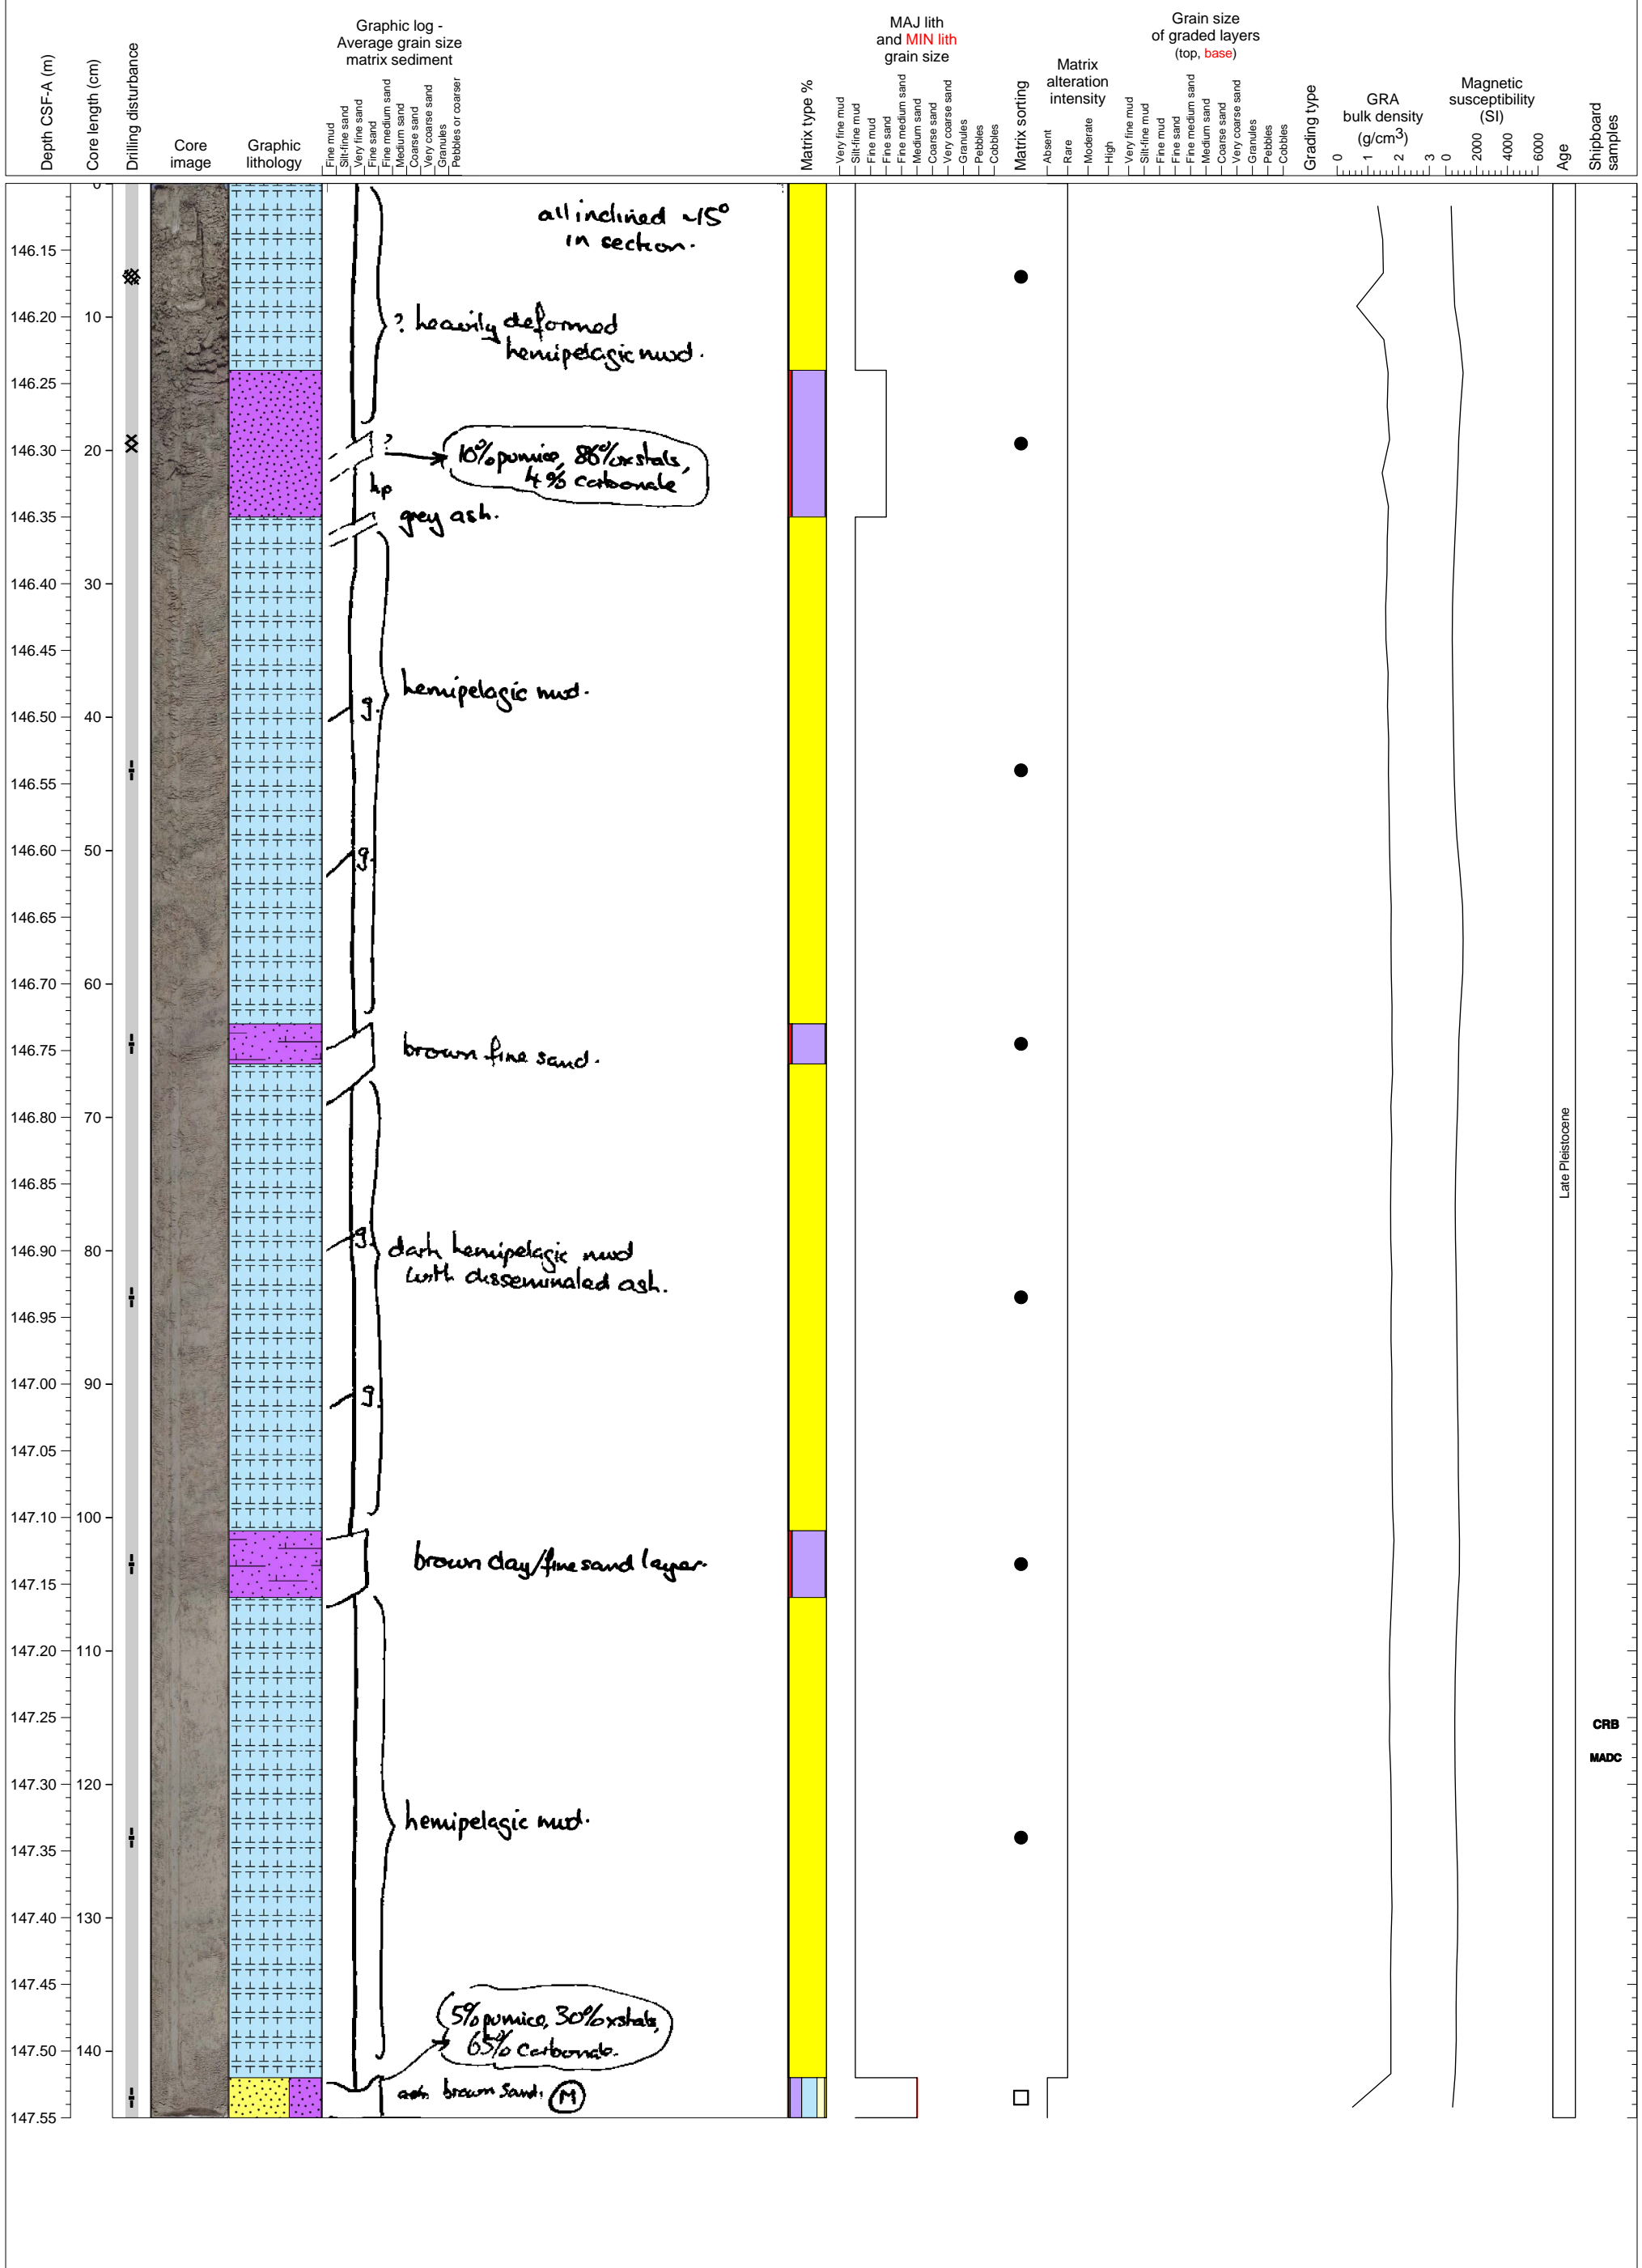 Depth CSF-A (m)
Core length (cm)
Drilling disturbance
Core
image
Graphic
lithology
Graphic log -
Average grain size
matrix sediment
Fine mud
Silt-fine sand
Very fine sand
Fine sand
Fine medium sand
Medium sand
Coarse sand
Very coarse sand
Granules
Pebbles or coarser
Matrix type %
MAJ lith
and MIN lith
grain size
Very fine mud
Silt-fine mud
Fine mud
Fine sand
Fine medium sand
Medium sand
Coarse sand
Very coarse sand
Granules
Pebbles
Cobbles
Matrix sorting
Matrix
alteration
intensity
Absent
Rare
Moderate
High
Grain size
of graded layers
(top, base)
Very fine mud
Silt-fine mud
Fine mud
Fine sand
Fine medium sand
Medium sand
Coarse sand
Very coarse sand
Granules
Pebbles
Cobbles
Grading type
GRA
bulk density
(g/cm3)
0 1 2 3
Magnetic
susceptibility
(SI)
0 2000 4000 6000
Age
Shipboard
samples
0
all inclined ~15°
in section.
146.15
146.20
10
? heavily deformed
hemipelagic mud.
146.25
146.30
20
?
10% pumice, 86% xstals,
4% carbonate
hp
146.35
grey ash.
146.40
30
146.45
146.50
40
g.
hemipelagic mud.
146.55
146.60
50
g.
146.65
146.70
60
146.75
brown fine sand.
146.80
70
Late Pleistocene
146.85
146.90
80
g.
dark hemipelagic mud
with disseminated ash.
146.95
147.00
90
g.
147.05
147.10
100
brown clay/fine sand layer.
147.15
147.20
110
147.25
CRB
MADC
147.30
120
hemipelagic mud.
147.35
147.40
130
147.45
5% pumice, 30% xstals,
65% carbonate.
147.50
140
ash brown sand. M
147.55